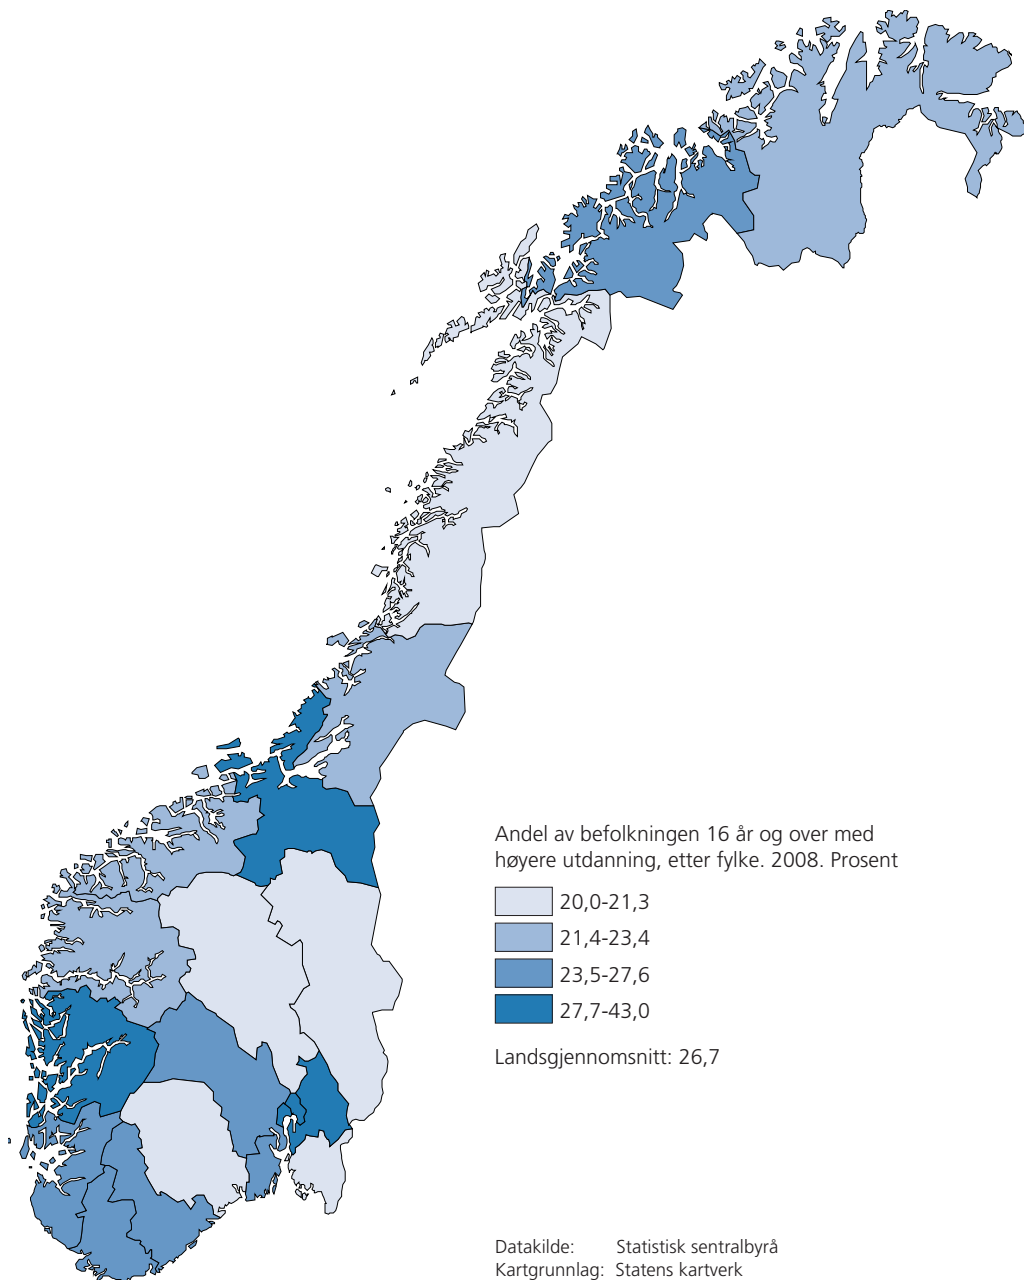 Andel av befolkningen 16 år og over med
høyere utdanning, etter fylke. 2008. Prosent
20,0-21,3
21,4-23,4
23,5-27,6
27,7-43,0
Landsgjennomsnitt: 26,7
Datakilde: Statistisk sentralbyrå
Kartgrunnlag: Statens kartverk